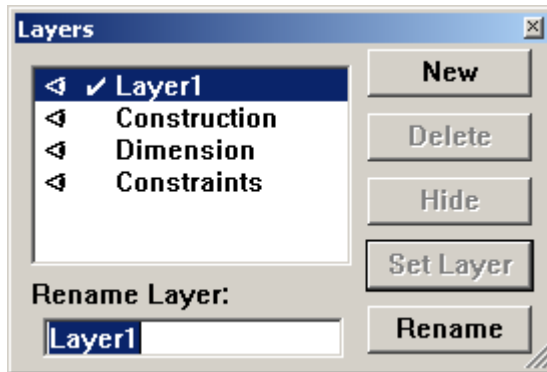 Layers
Layer1
Construction
Dimension
Constraints
New
Delete
Hide
Set Layer
Rename Layer:
Layer1
Rename